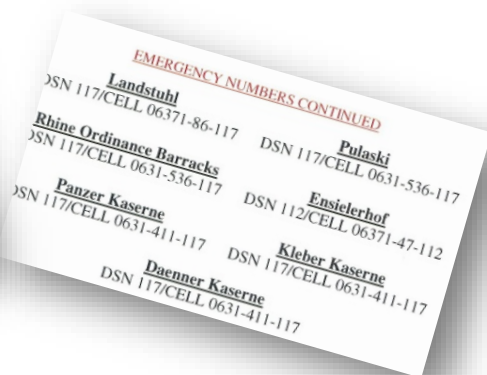 EMERGENCY NUMBERS CONTINUED
Landstuhl
DSN 117/CELL 06371-86-117
Rhine Ordinance Barracks
DSN 117/CELL 0631-536-117
Panzer Kaserne
DSN 117/CELL 0631-411-117
Pulaski
DSN 117/CELL 0631-536-117
Ensielerhof
DSN 112/CELL 06371-47-112
Kleber Kaserne
DSN 117/CELL 0631-411-117
Daenner Kaserne
DSN 117/CELL 0631-411-117